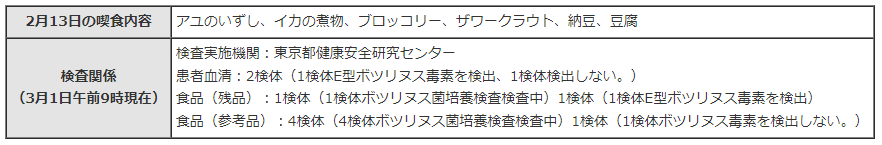 2月13日の喫食内容
アユのいずし、イカの煮物、ブロッコリー、ザワークラウト、納豆、豆腐
検査関係
（3月1日午前9時現在）
検査実施機関：東京都健康安全研究センター
患者血清：2検体（1検体E型ボツリヌス毒素を検出、1検体検出しない。）
食品（残品）：1検体（1検体ボツリヌス菌培養検査検査中）1検体（1検体E型ボツリヌス毒素を検出）
食品（参考品）：4検体（4検体ボツリヌス菌培養検査検査中）1検体（1検体ボツリヌス毒素を検出しない。）